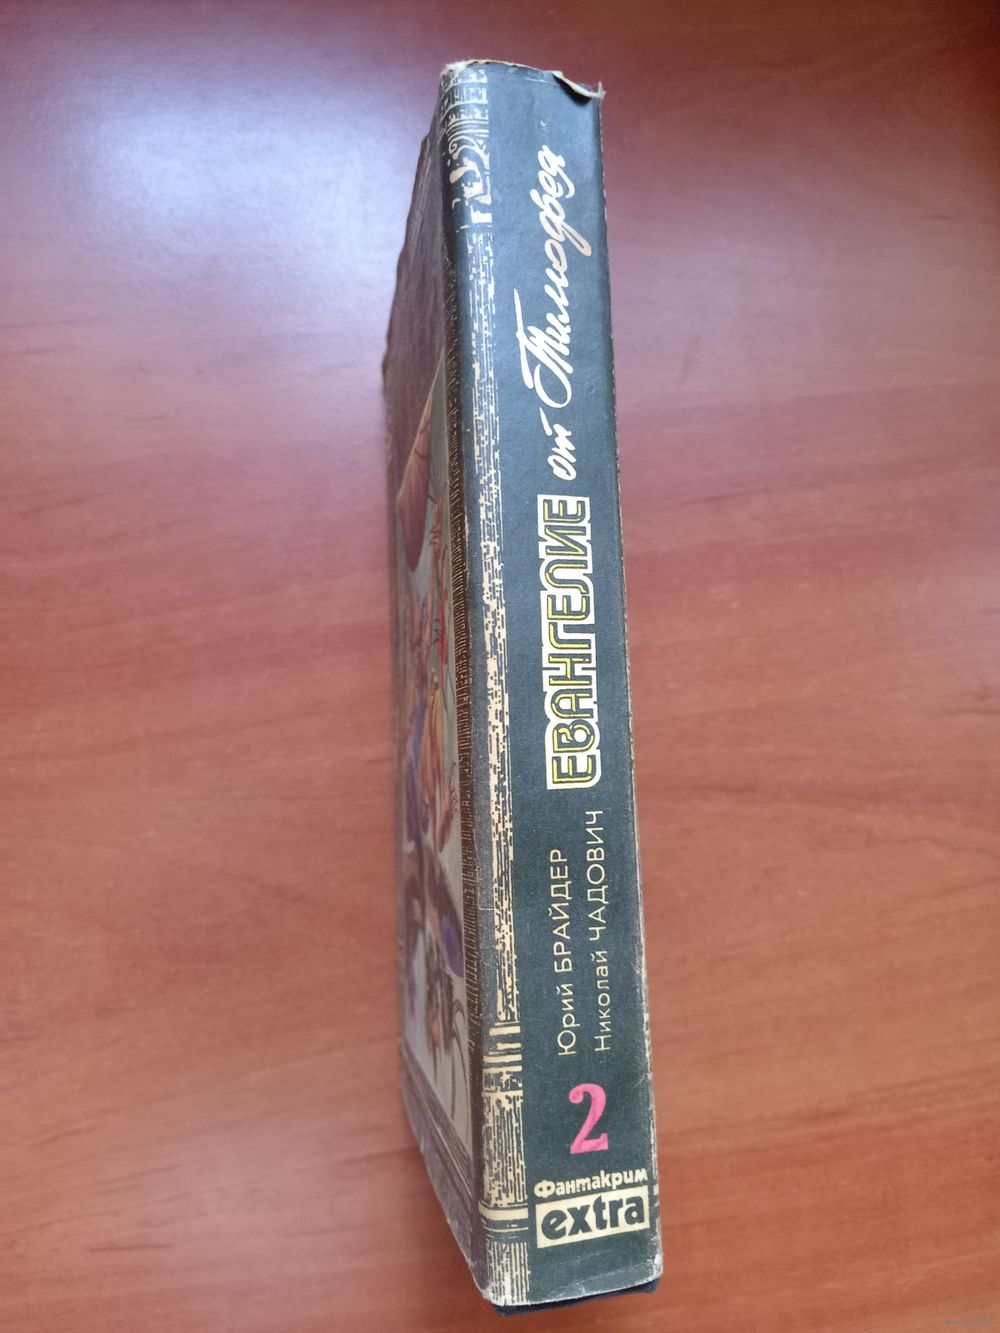 Юрий БРАЙДЕР
Николай ЧАДОВИЧ
ЕВАНГЕЛИЕ от Тимофея
2
Фантакрим
extra